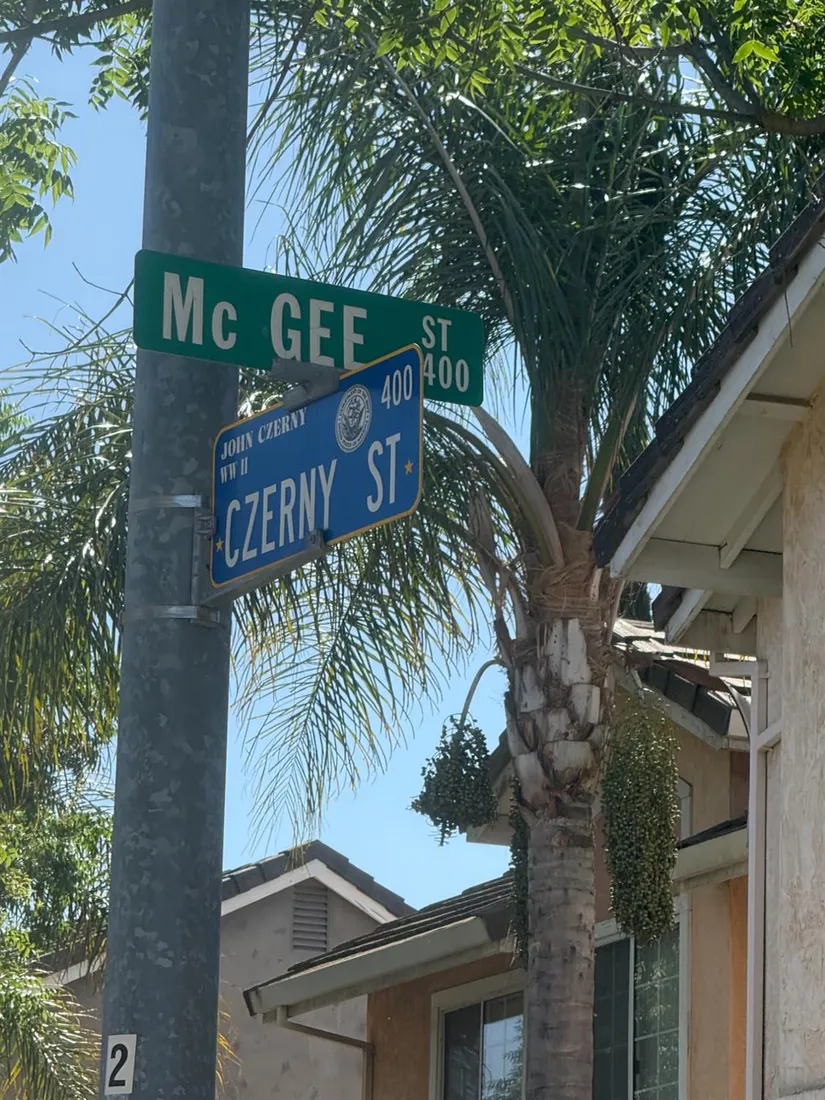 Mc GEE ST
400
JOHN CZERNY
WW II
400
CZERNY ST
2